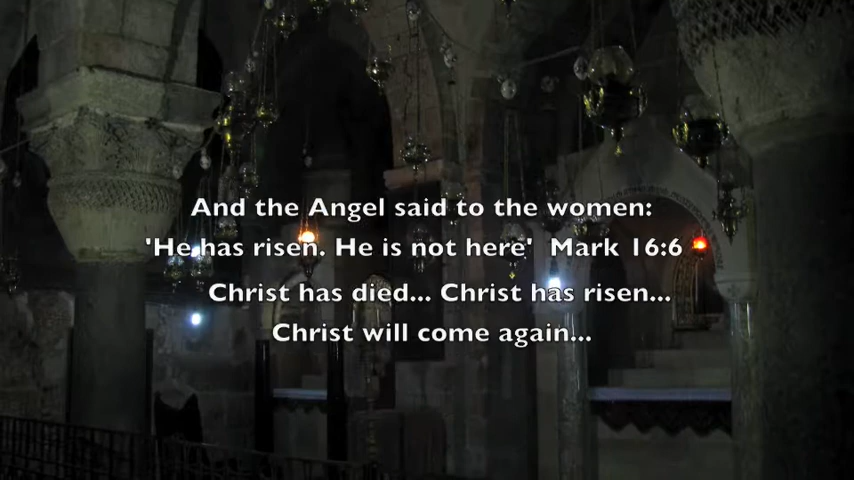 And the Angel said to the women:
'He has risen. He is not here'  Mark 16:6
Christ has died... Christ has risen...
Christ will come again...